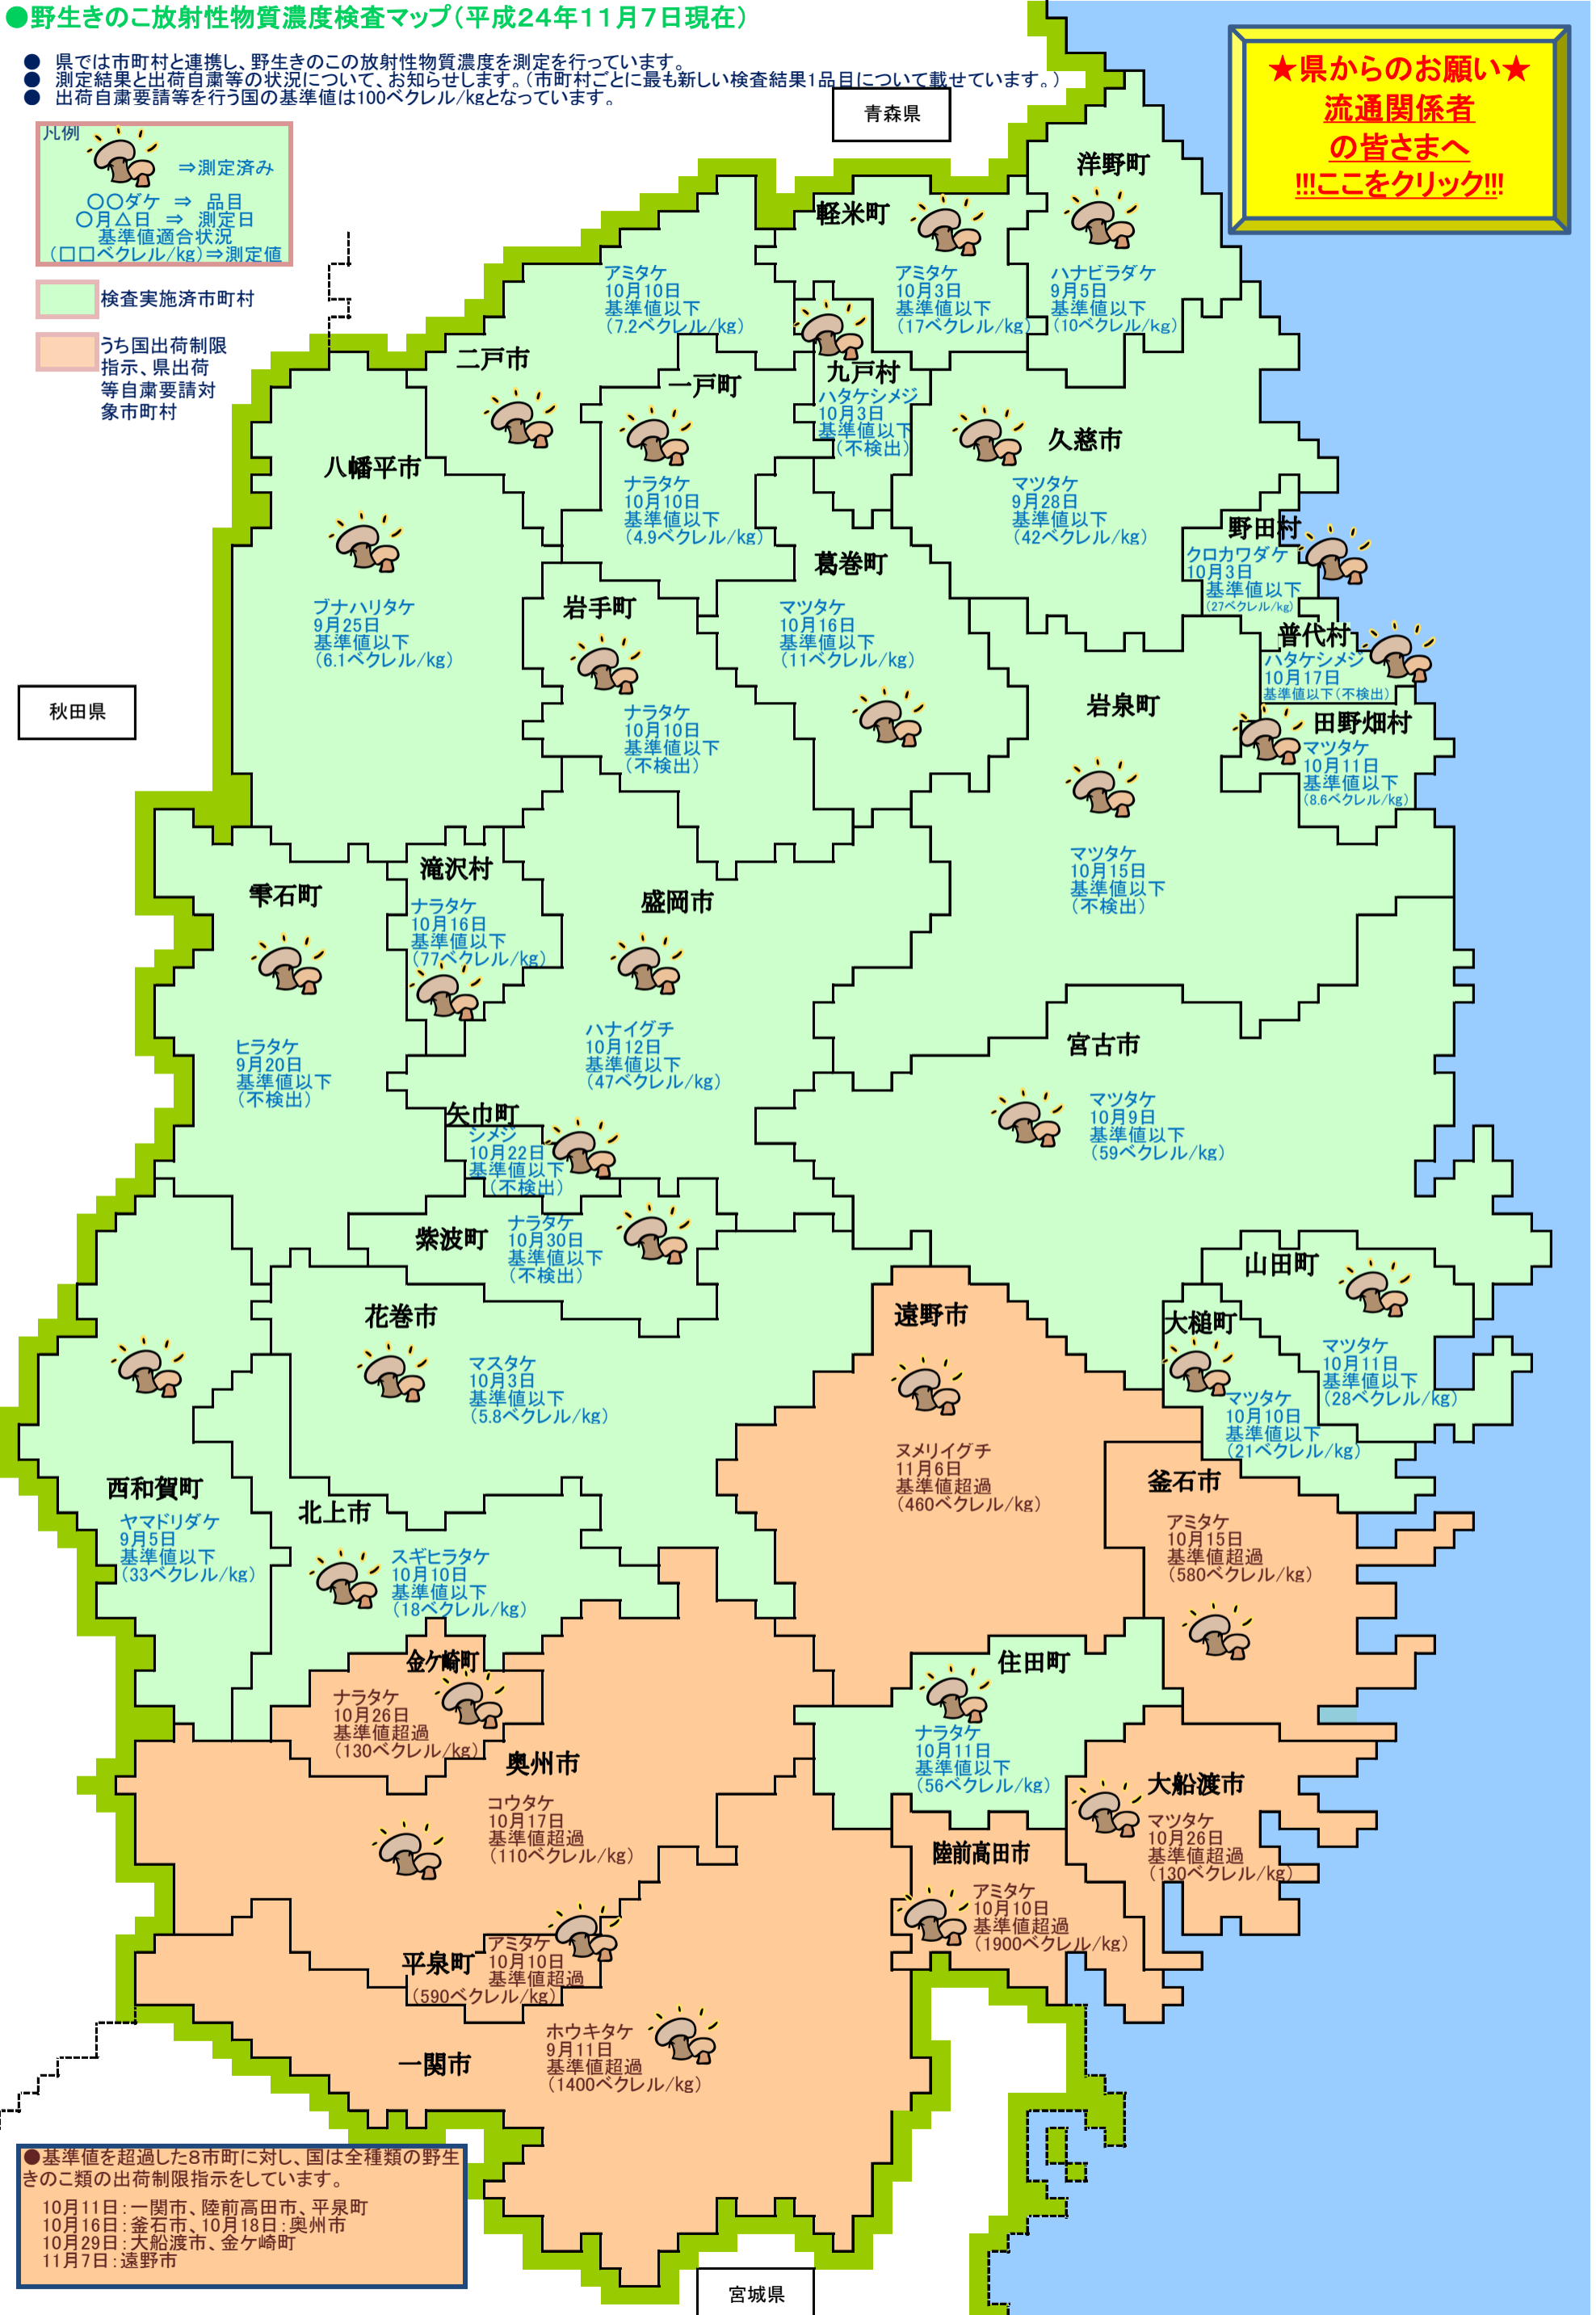 ●野生きのこ放射性物質濃度検査マップ(平成24年11月7日現在)
● 県では市町村と連携し、野生きのこの放射性物質濃度を測定を行っています。
● 測定結果と出荷自粛等の状況について、お知らせします。(市町村ごとに最も新しい検査結果1品目について載せています。)
● 出荷自粛要請等を行う国の基準値は100ベクレル/kgとなっています。
★県からのお願い★
流通関係者
の皆さまへ
!!!ここをクリック!!!
凡例
⇒測定済み
〇〇ダケ ⇒ 品目
〇月△日 ⇒ 測定日
基準値適合状況
(□□ベクレル/kg)⇒測定値
検査実施済市町村
うち国出荷制限
指示、県出荷
等自粛要請対
象市町村
青森県
洋野町
ハナビラダケ
9月5日
基準値以下
(10ベクレル/kg)
軽米町
アミタケ
10月3日
基準値以下
(17ベクレル/kg)
アミタケ
10月10日
基準値以下
(7.2ベクレル/kg)
二戸市
一戸町
ナラタケ
10月10日
基準値以下
(4.9ベクレル/kg)
九戸村
ハタケシメジ
10月3日
基準値以下
(不検出)
久慈市
マツタケ
9月28日
基準値以下
(42ベクレル/kg)
八幡平市
ブナハリタケ
9月25日
基準値以下
(6.1ベクレル/kg)
野田村
クロカワダケ
10月3日
基準値以下
(27ベクレル/kg)
葛巻町
マツタケ
10月16日
基準値以下
(11ベクレル/kg)
岩手町
ナラタケ
10月10日
基準値以下
(不検出)
普代村
ハタケシメジ
10月17日
基準値以下(不検出)
秋田県
岩泉町
マツタケ
10月15日
基準値以下
(不検出)
田野畑村
マツタケ
10月11日
基準値以下
(8.6ベクレル/kg)
雫石町
ヒラタケ
9月20日
基準値以下
(不検出)
滝沢村
ナラタケ
10月16日
基準値以下
(77ベクレル/kg)
盛岡市
ハナイグチ
10月12日
基準値以下
(47ベクレル/kg)
宮古市
マツタケ
10月9日
基準値以下
(59ベクレル/kg)
矢巾町
シメジ
10月22日
基準値以下
(不検出)
紫波町
ナラタケ
10月30日
基準値以下
(不検出)
山田町
マツタケ
10月11日
基準値以下
(28ベクレル/kg)
花巻市
マスタケ
10月3日
基準値以下
(5.8ベクレル/kg)
遠野市
ヌメリイグチ
11月6日
基準値超過
(460ベクレル/kg)
大槌町
マツタケ
10月10日
基準値以下
(21ベクレル/kg)
西和賀町
ヤマドリダケ
9月5日
基準値以下
(33ベクレル/kg)
北上市
スギヒラタケ
10月10日
基準値以下
(18ベクレル/kg)
釜石市
アミタケ
10月15日
基準値超過
(580ベクレル/kg)
金ケ崎町
ナラタケ
10月26日
基準値超過
(130ベクレル/kg)
住田町
ナラタケ
10月11日
基準値以下
(56ベクレル/kg)
奥州市
コウタケ
10月17日
基準値超過
(110ベクレル/kg)
大船渡市
マツタケ
10月26日
基準値超過
(130ベクレル/kg)
陸前高田市
アミタケ
10月10日
基準値超過
(1900ベクレル/kg)
平泉町
アミタケ
10月10日
基準値超過
(590ベクレル/kg)
一関市
ホウキタケ
9月11日
基準値超過
(1400ベクレル/kg)
●基準値を超過した8市町に対し、国は全種類の野生
きのこ類の出荷制限指示をしています。
10月11日:一関市、陸前高田市、平泉町
10月16日:釜石市、10月18日:奥州市
10月29日:大船渡市、金ケ崎町
11月7日:遠野市
宮城県